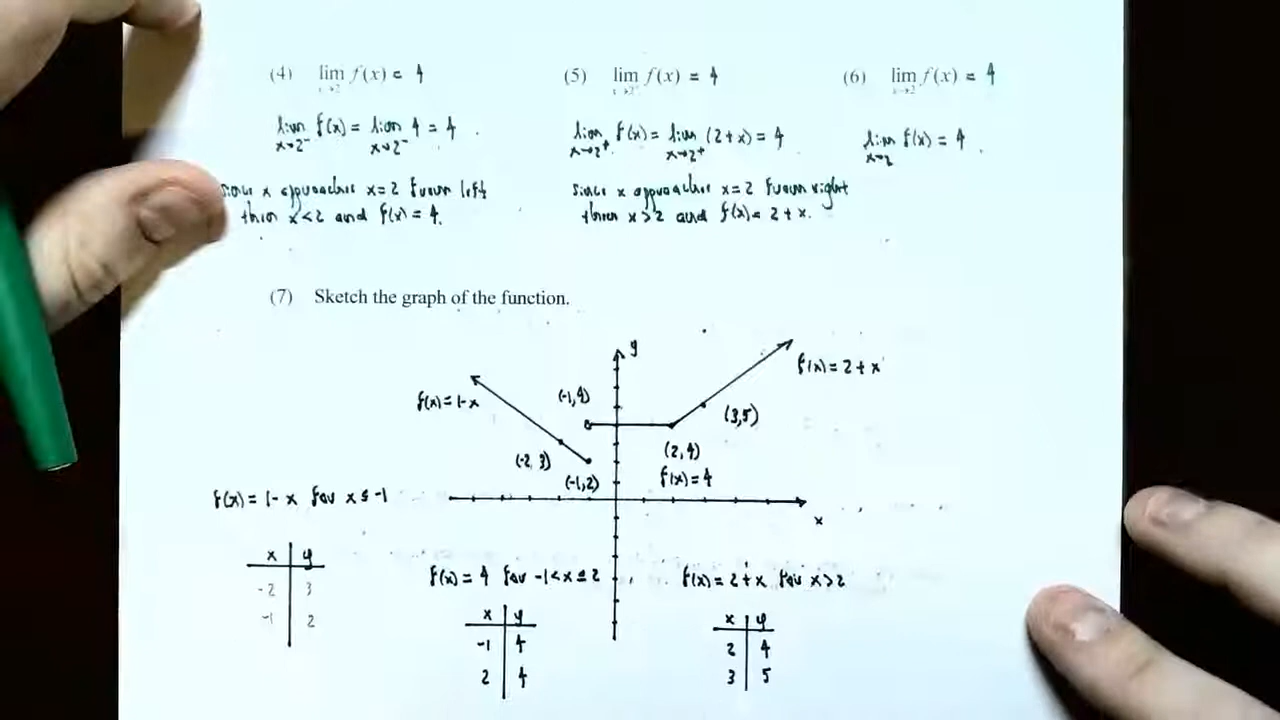 (4) lim f(x) = 4
(5) lim f(x) = 4
(6) lim f(x) = 4
lim x→2⁻ f(x) = lim x→2⁻ 4 = 4
since x approaches x=2 from left
then x<2 and f(x) = 4.
lim x→2⁺ f(x) = lim x→2⁺ (2+x) = 4
since x approaches x=2 from right
then x>2 and f(x) = 2+x.
lim x→2 f(x) = 4
(7) Sketch the graph of the function.
y
f(x) = 2+x
f(x) = 1-x
(-1,4)
(3,5)
(-2,3)
(2,4)
(-1,2)
f(x) = 4
x
f(x) = 1-x for x≤-1
x y
-2 3
-1 2
f(x) = 4 for -1<x≤2
x y
-1 4
2 4
f(x) = 2+x for x>2
x y
2 4
3 5